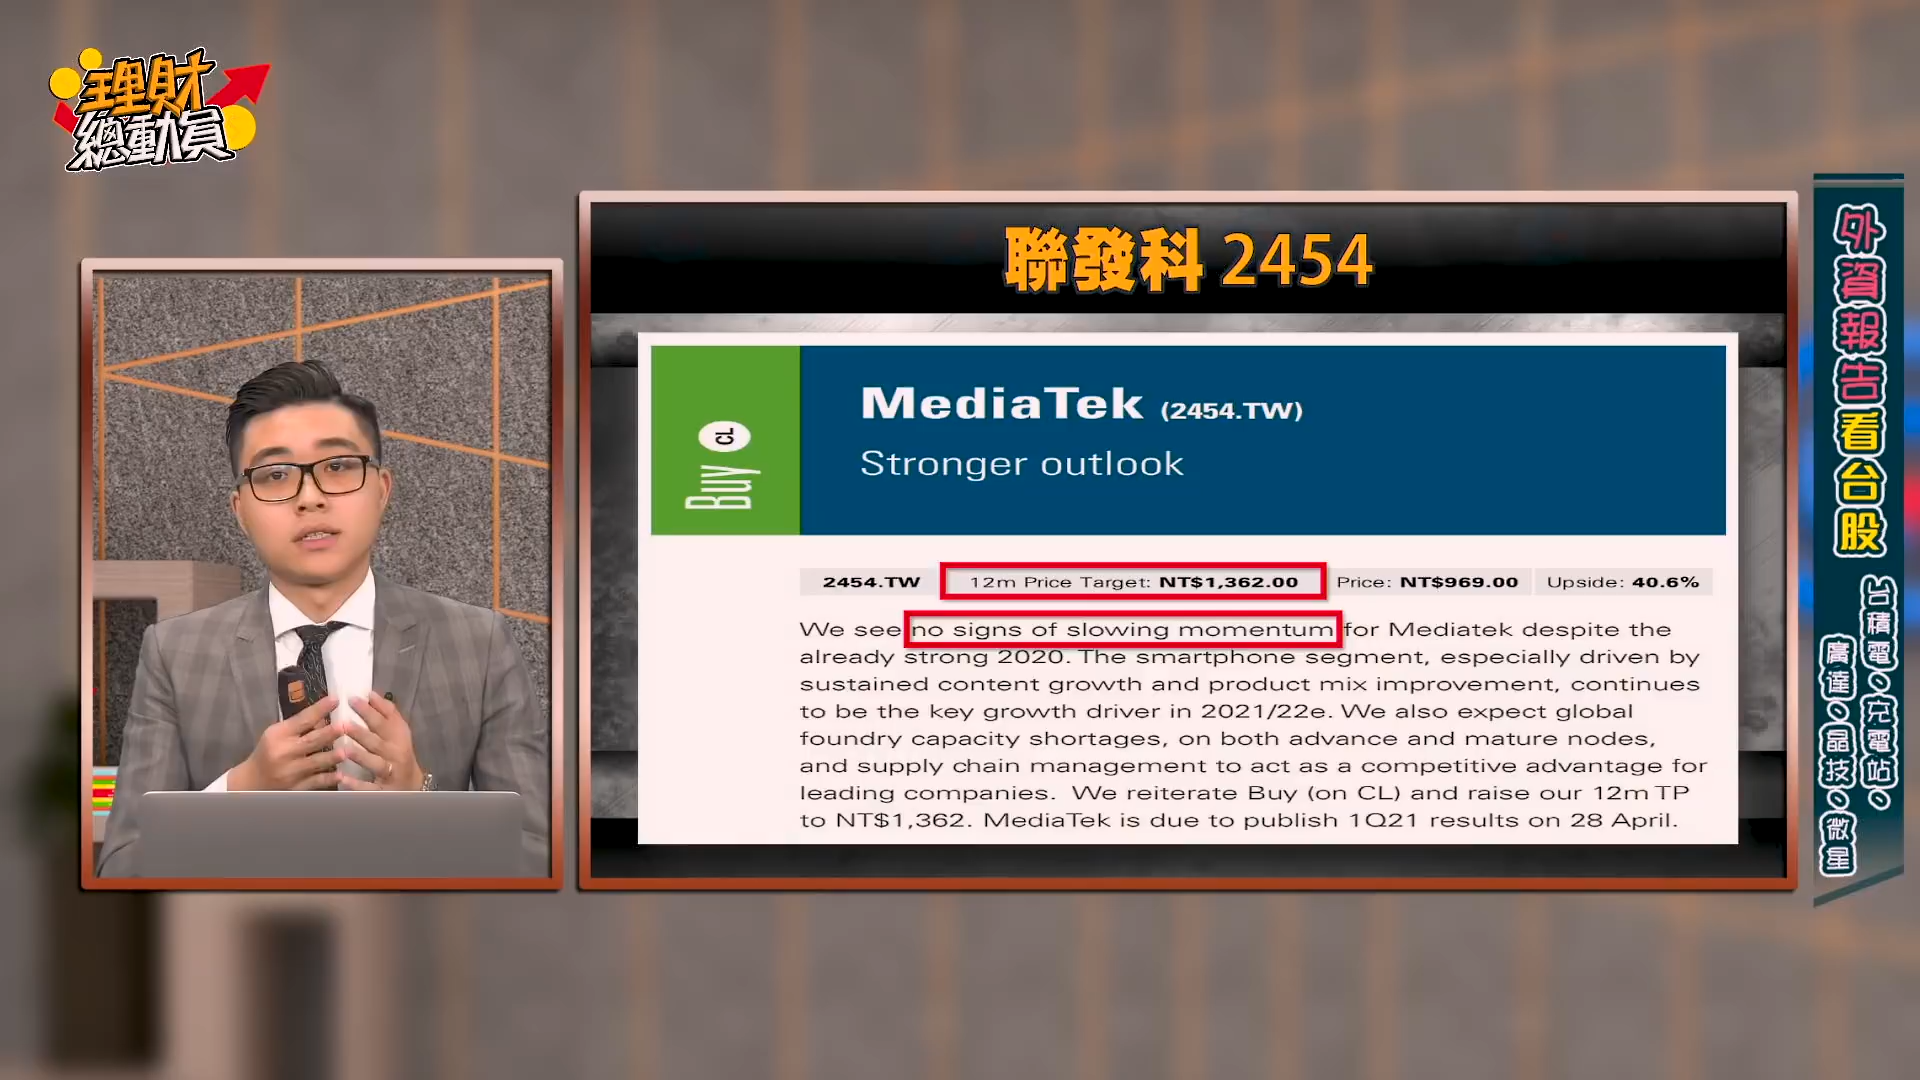 理財
總動員
聯發科 2454
Buy CL
MediaTek (2454.TW)
Stronger outlook
2454.TW 12m Price Target: NT$1,362.00 Price: NT$969.00 Upside: 40.6%
We see no signs of slowing momentum for Mediatek despite the
already strong 2020. The smartphone segment, especially driven by
sustained content growth and product mix improvement, continues
to be the key growth driver in 2021/22e. We also expect global
foundry capacity shortages, on both advance and mature nodes,
and supply chain management to act as a competitive advantage for
leading companies. We reiterate Buy (on CL) and raise our 12m TP
to NT$1,362. MediaTek is due to publish 1Q21 results on 28 April.
外資報告看台股
台積電。充電站。
廣達。晶技。微星